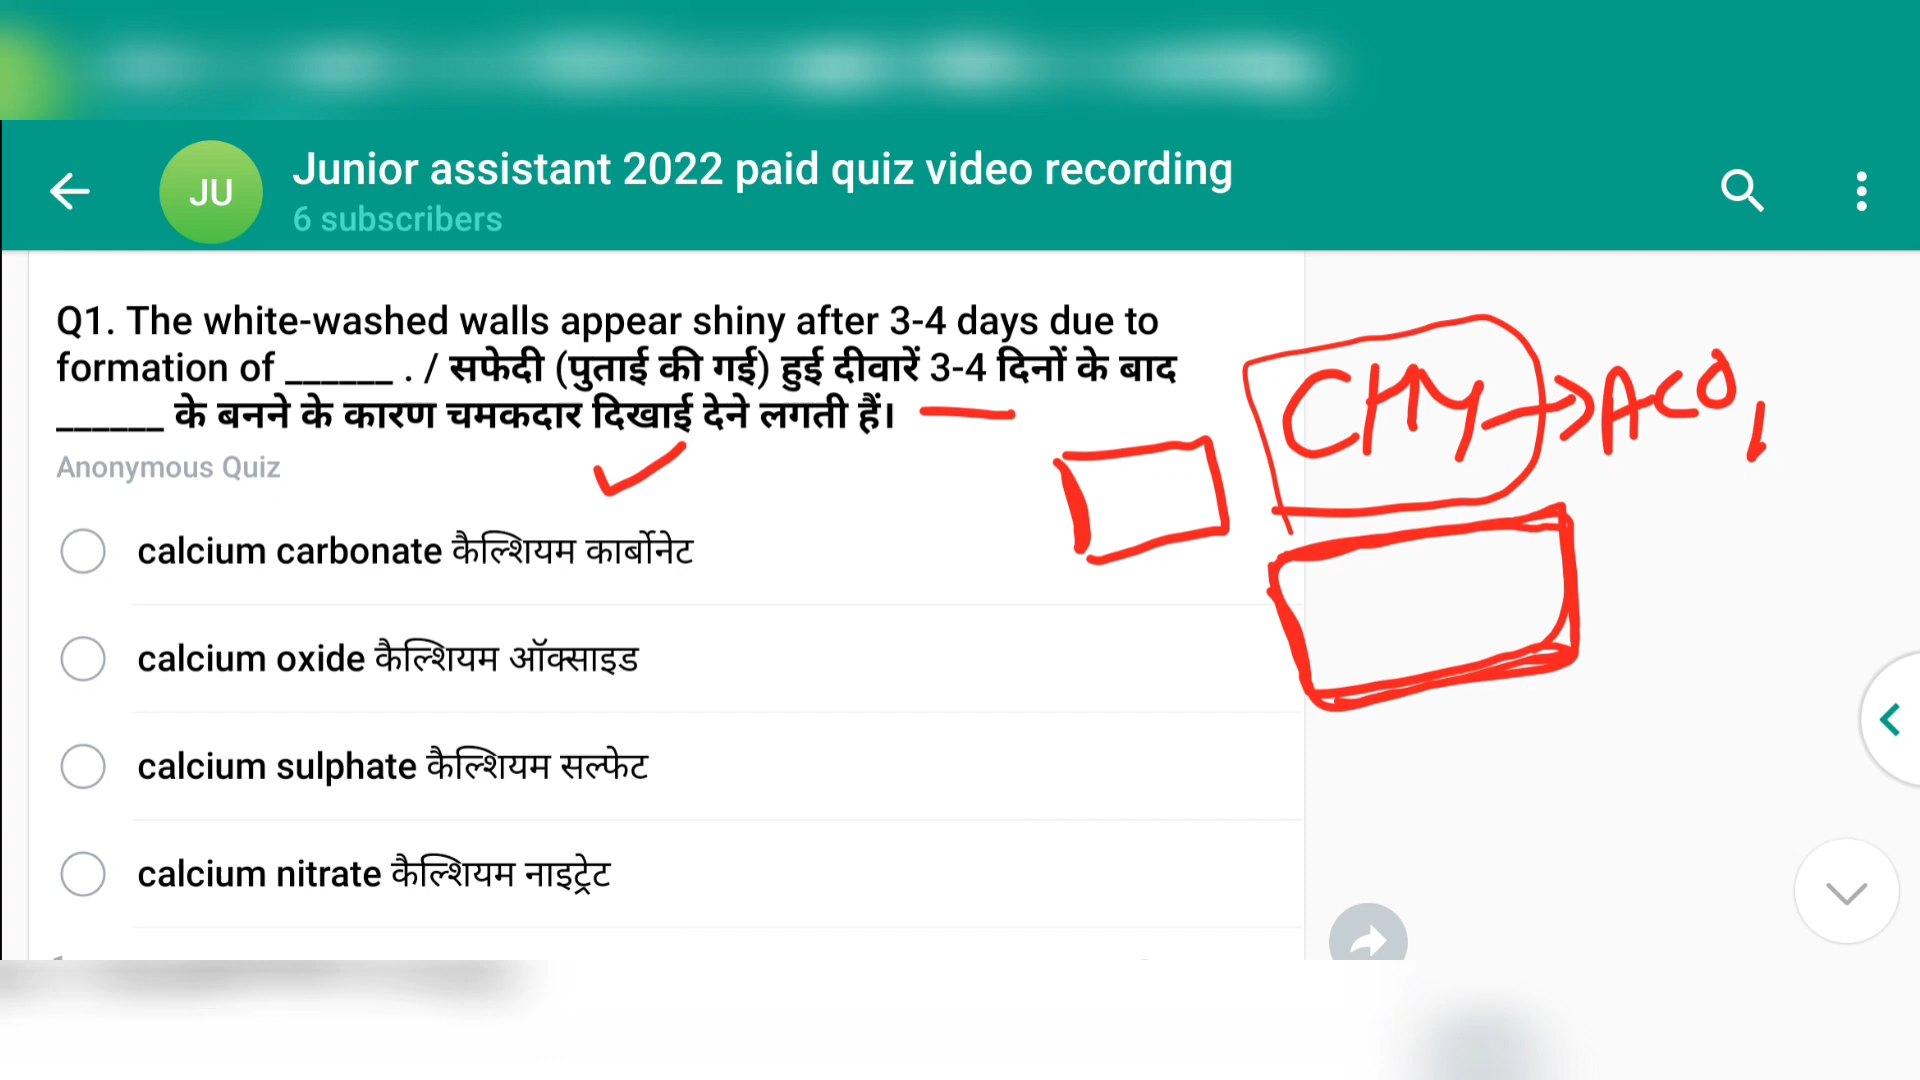 Junior assistant 2022 paid quiz video recording
JU
6 subscribers
Q1. The white-washed walls appear shiny after 3-4 days due to
formation of ______ . / सफेदी (पुताई की गई) हुई दीवारें 3-4 दिनों के बाद
______ के बनने के कारण चमकदार दिखाई देने लगती हैं।
Anonymous Quiz
calcium carbonate कैल्शियम कार्बोनेट
calcium oxide कैल्शियम ऑक्साइड
calcium sulphate कैल्शियम सल्फेट
calcium nitrate कैल्शियम नाइट्रेट